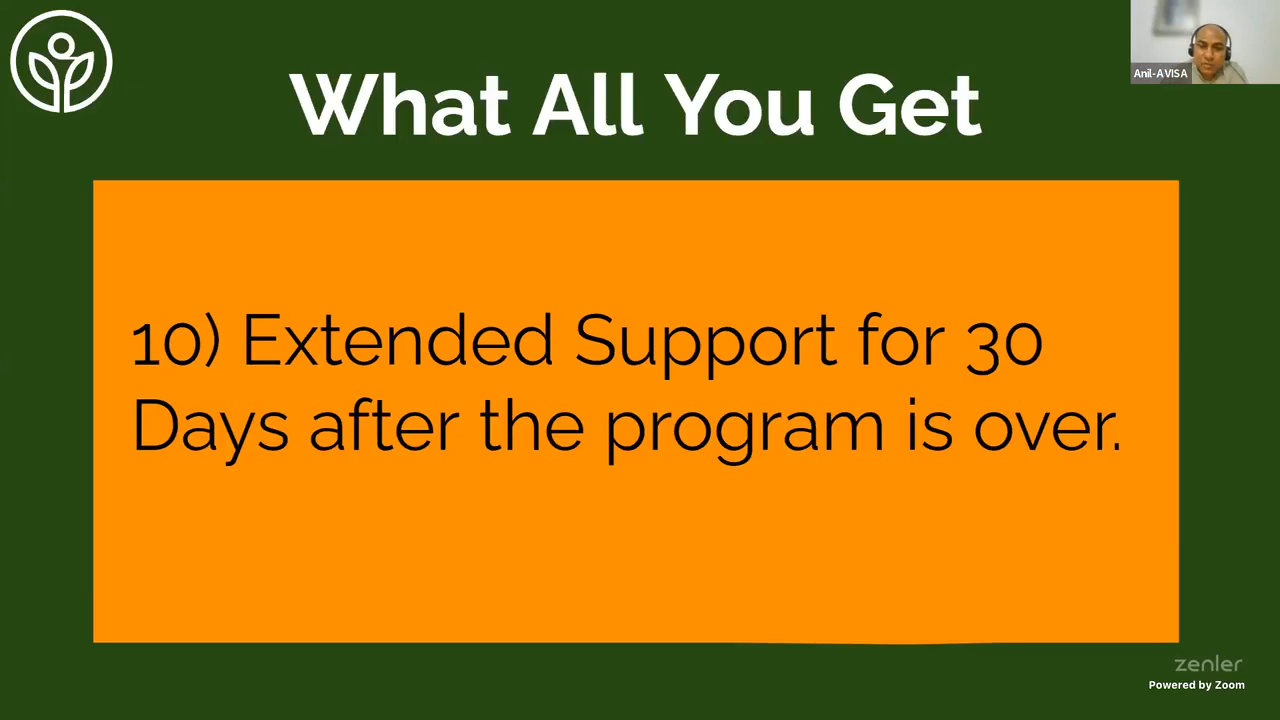 What All You Get
Anil-AVISA
10) Extended Support for 30
Days after the program is over.
zenler
Powered by Zoom